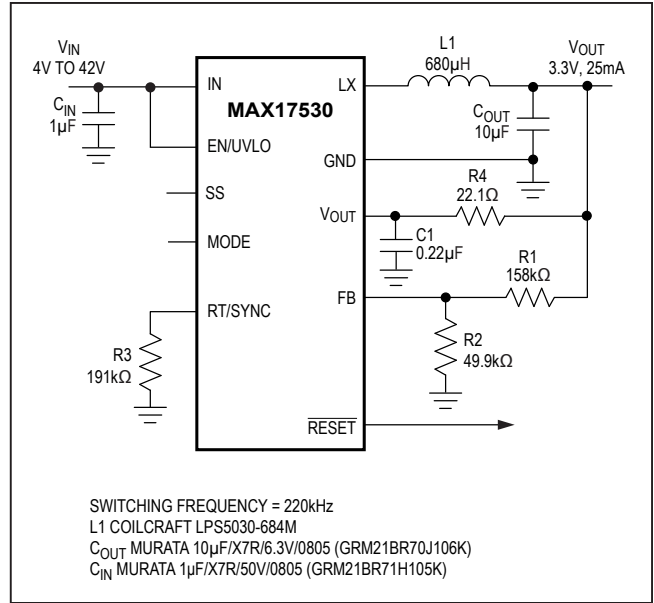 VIN
4V TO 42V
CIN
1µF
IN
EN/UVLO
SS
MODE
RT/SYNC
R3
191kΩ
MAX17530
LX
GND
VOUT
FB
RESET
L1
680µH
VOUT
3.3V, 25mA
COUT
10µF
R4
22.1Ω
C1
0.22µF
R1
158kΩ
R2
49.9kΩ
SWITCHING FREQUENCY = 220kHz
L1 COILCRAFT LPS5030-684M
COUT MURATA 10µF/X7R/6.3V/0805 (GRM21BR70J106K)
CIN MURATA 1µF/X7R/50V/0805 (GRM21BR71H105K)